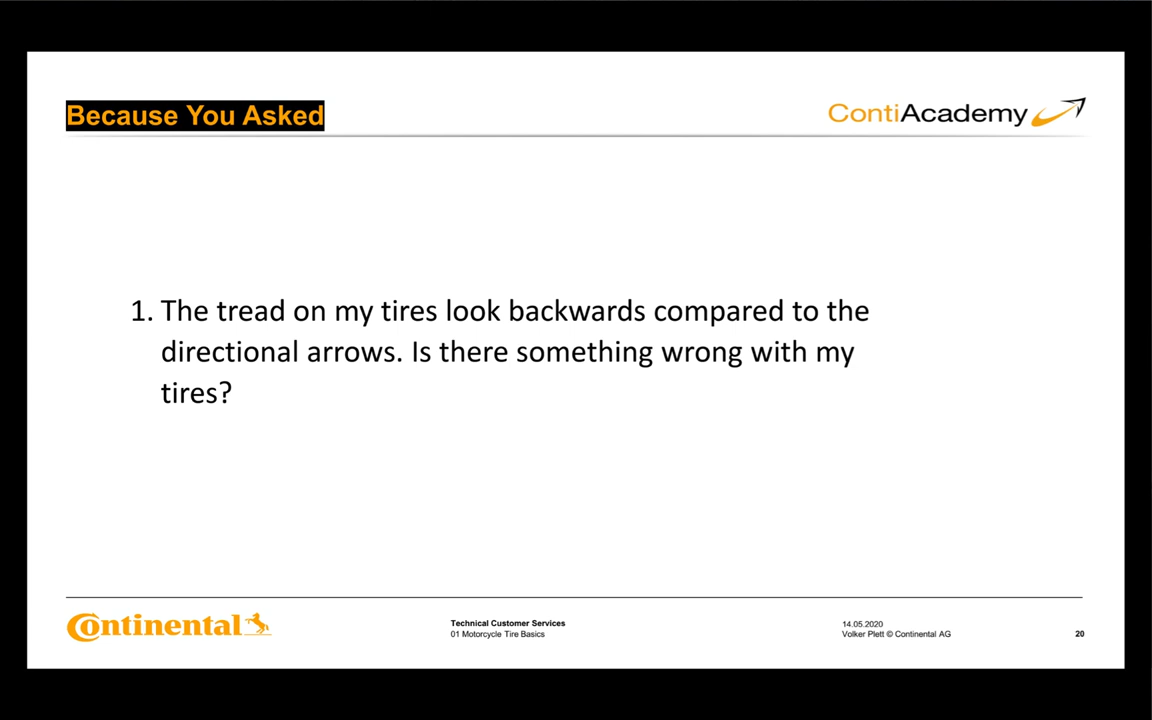 Because You Asked
ContiAcademy
1. The tread on my tires look backwards compared to the
directional arrows. Is there something wrong with my
tires?
Continental
Technical Customer Services
01 Motorcycle Tire Basics
14.05.2020
Volker Plett © Continental AG
20